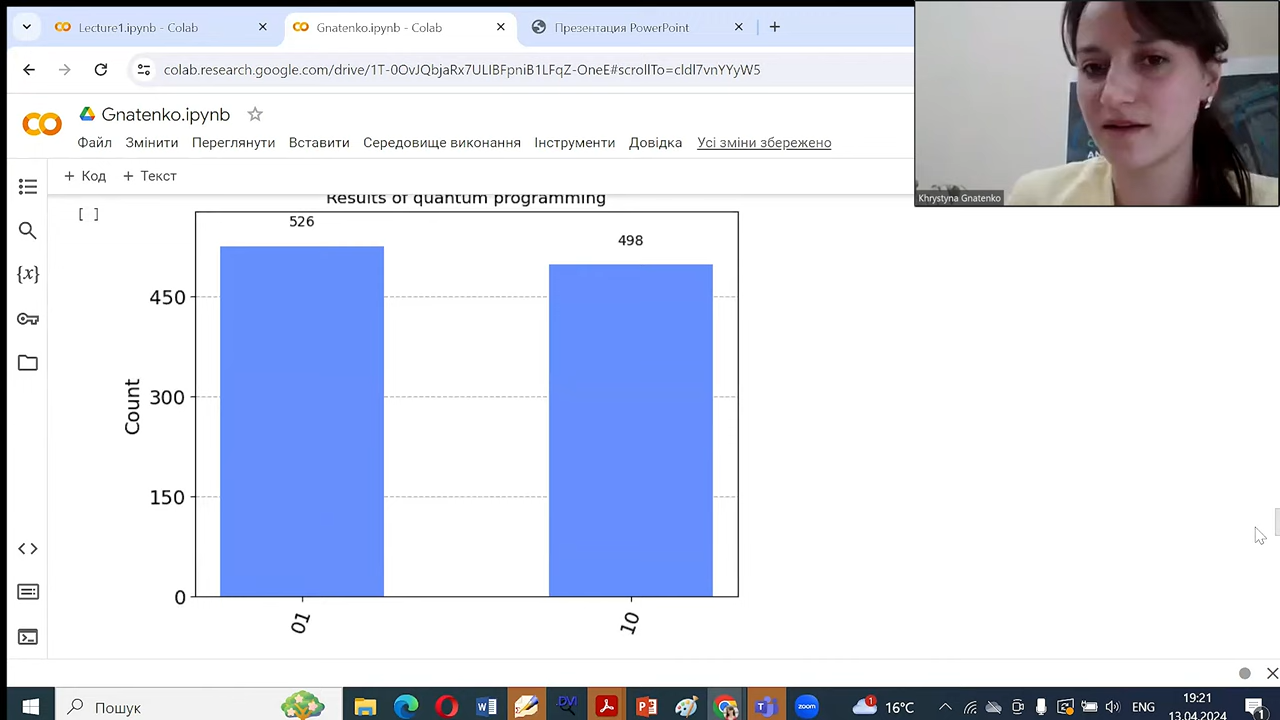 Lecture1.ipynb - Colab
Gnatenko.ipynb - Colab
Презентация PowerPoint
colab.research.google.com/drive/1T-0OvJQbjaRx7ULIBFpniB1LFqZ-OneE#scrollTo=cldl7vnYYyW5
Gnatenko.ipynb
Файл Змінити Переглянути Вставити Середовище виконання Інструменти Довідка Усі зміни збережено
+ Код + Текст
Khrystyna Gnatenko
[ ]
Results of quantum programming
526
498
450
300
150
0
Count
01
10
Пошук
16°C
ENG
19:21
13.04.2024